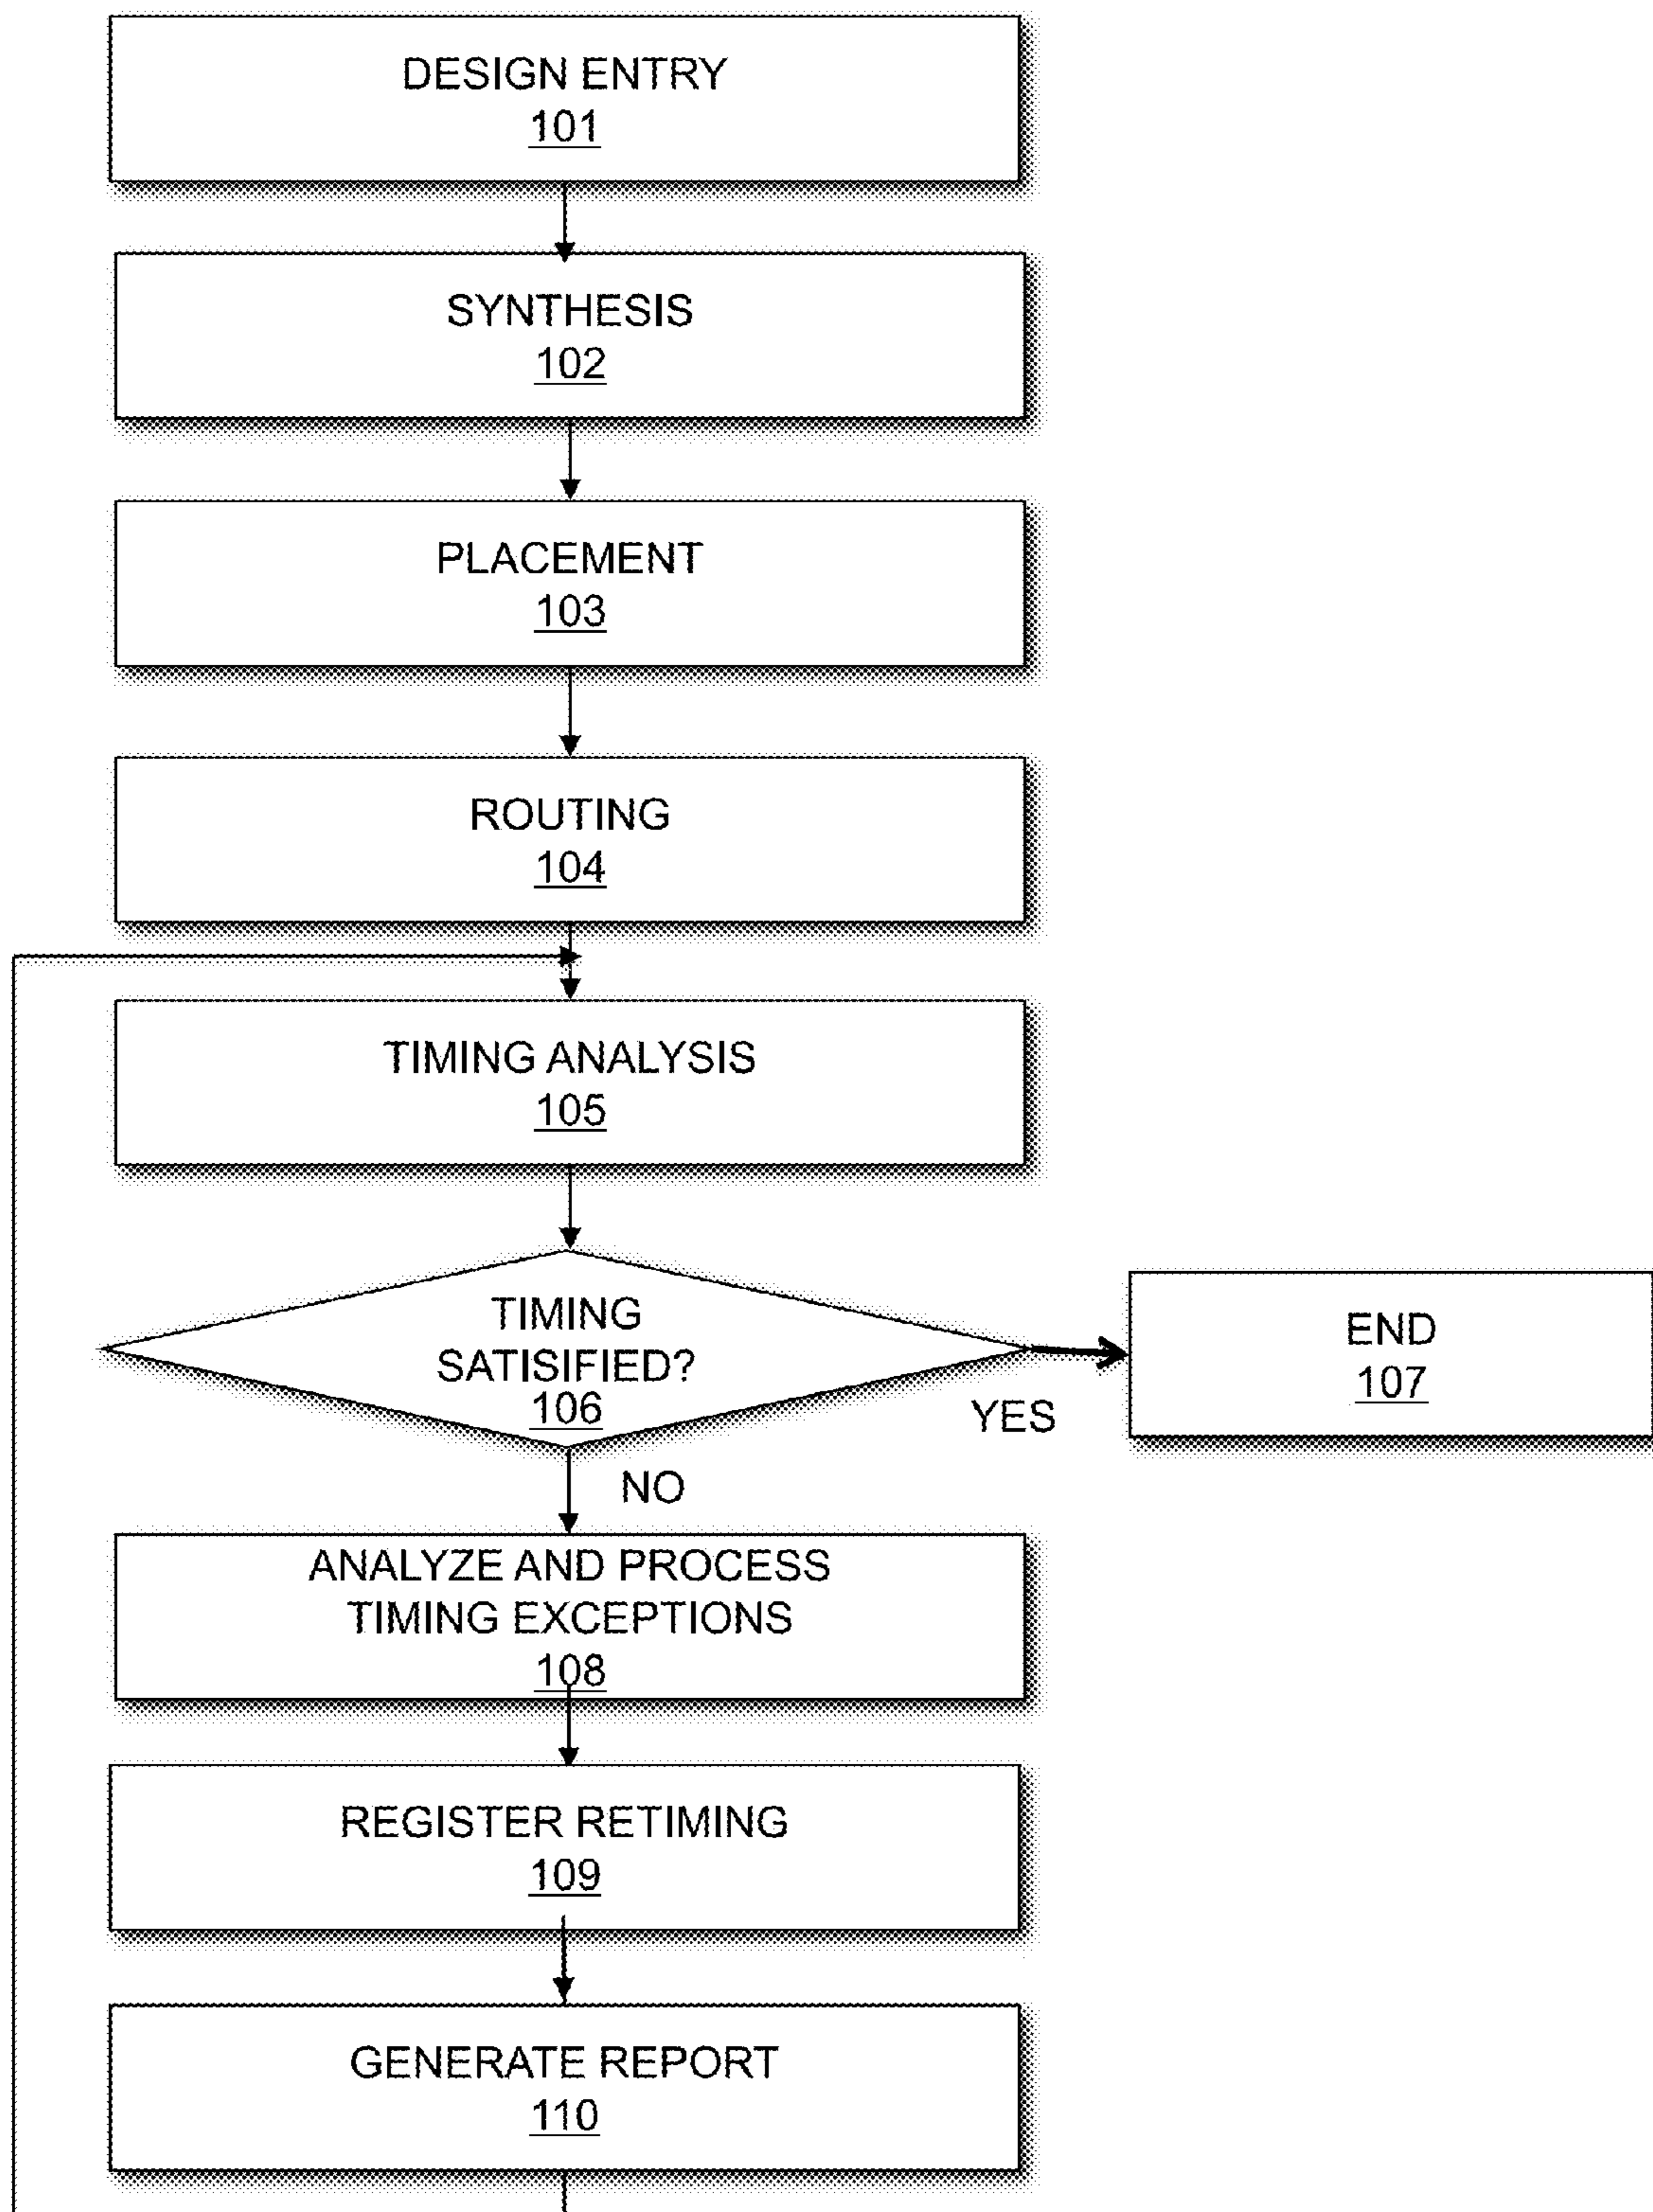 DESIGN ENTRY
101
SYNTHESIS
102
PLACEMENT
103
ROUTING
104
TIMING ANALYSIS
105
TIMING
SATISIFIED?
106
YES
END
107
NO
ANALYZE AND PROCESS
TIMING EXCEPTIONS
108
REGISTER RETIMING
109
GENERATE REPORT
110